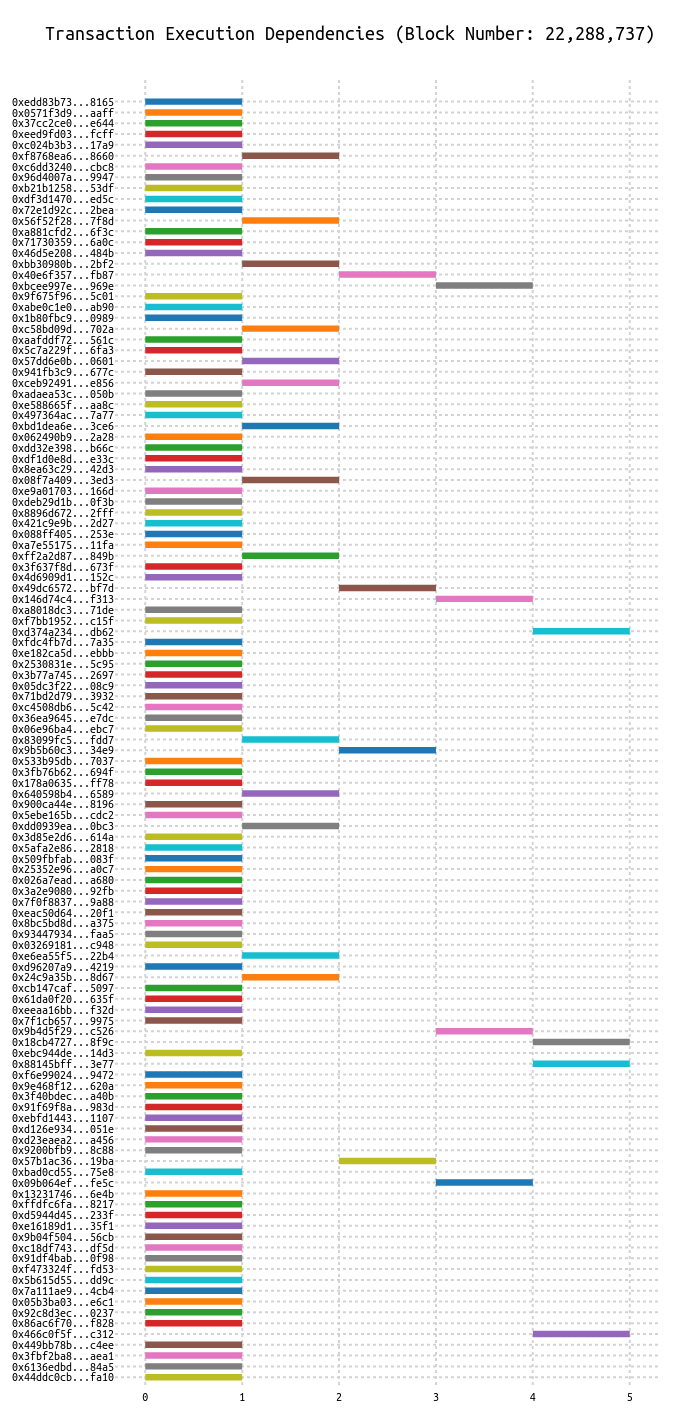 Transaction Execution Dependencies (Block Number: 22,288,737)
0xedd83b73...8165
0x0571f3d9...aaff
0x37cc2ce0...e644
0xeed9fd03...fcff
0xc024b3b3...17a9
0xf8768ea6...8660
0xc6dd3240...cbc8
0x96d4007a...9947
0xb21b1258...53df
0xdf3d1470...ed5c
0x72e1d92c...2bea
0x56f52f28...7f8d
0xa881cfd2...6f3c
0x71730359...6a0c
0x46d5e208...484b
0xbb30980b...2bf2
0x40e6f357...fb87
0xbcee997e...969e
0x9f675f96...5c01
0xabe0c1e0...ab90
0x1b80fbc9...0989
0xc58bd09d...702a
0xaafddf72...561c
0x5c7a229f...6fa3
0x57dd6e0b...0601
0x941fb3c9...677c
0xceb92491...e856
0xadaea53c...050b
0xe588665f...aa8c
0x497364ac...7a77
0xbd1dea6e...3ce6
0x062490b9...2a28
0xdd32e398...b66c
0xdf1d0e8d...e33c
0x8ea63c29...42d3
0x08f7a409...3ed3
0xe9a01703...166d
0xdeb29d1b...0f3b
0x8896d672...2fff
0x421c9e9b...2d27
0x088ff405...253e
0xa7e55175...11fa
0xff2a2d87...849b
0x3f637f8d...673f
0x4d6909d1...152c
0x49dc6572...bf7d
0x146d74c4...f313
0xa8018dc3...71de
0xf7bb1952...c15f
0xd374a234...db62
0xfdc4fb7d...7a35
0xe182ca5d...ebbb
0x2530831e...5c95
0x3b77a745...2697
0x05dc3f22...08c9
0x71bd2d79...3932
0xc4508db6...5c42
0x36ea9645...e7dc
0x06e96ba4...ebc7
0x83099fc5...fdd7
0x9b5b60c3...34e9
0x533b95db...7037
0x3fb76b62...694f
0x178a0635...ff78
0x640598b4...6589
0x900ca44e...8196
0x5ebe165b...cdc2
0xdd0939ea...0bc3
0x3d85e2d6...614a
0x5afa2e86...2818
0x509fbfab...083f
0x25352e96...a0c7
0x026a7ead...a680
0x3a2e9080...92fb
0x7f0f8837...9a88
0xeac50d64...20f1
0x8bc5bd8d...a375
0x93447934...faa5
0x03269181...c948
0xe6ea55f5...22b4
0xd96207a9...4219
0x24c9a35b...8d67
0xcb147caf...5097
0x61da0f20...635f
0xeeaa16bb...f32d
0x7f1cb657...9975
0x9b4d5f29...c526
0x18cb4727...8f9c
0xebc944de...14d3
0x88145bff...3e77
0xf6e99024...9472
0x9e468f12...620a
0x3f40bdec...a40b
0x91f69f8a...983d
0xebfd1443...1107
0xd126e934...051e
0xd23eaea2...a456
0x9200bfb9...8c88
0x57b1ac36...19ba
0xbad0cd55...75e8
0x09b064ef...fe5c
0x13231746...6e4b
0xffdfc6fa...8217
0xd5944d45...233f
0xe16189d1...35f1
0x9b04f504...56cb
0xc18df743...df5d
0x91df4bab...0f98
0xf473324f...fd53
0x5b615d55...dd9c
0x7a111ae9...4cb4
0x05b3ba03...e6c1
0x92c8d3ec...0237
0x86ac6f70...f828
0x466c0f5f...c312
0x449bb78b...c4ee
0x3fbf2ba8...aea1
0x6136edbd...84a5
0x44ddc0cb...fa10
0 1 2 3 4 5